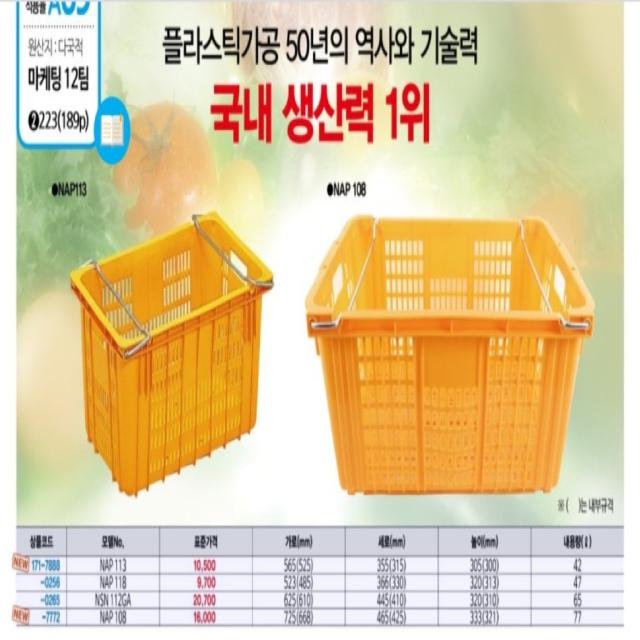 식용물 A05
원산지 : 다국적
마케팅 12팀
❷223(189p)
플라스틱가공 50년의 역사와 기술력
국내 생산력 1위
●NAP113
●NAP 108
※( )는 내부규격
상품코드 모델No. 표준가격 가로(mm) 세로(mm) 높이(mm) 내용량(ℓ)
NEW 171-7888 NAP 113 10,500 565(525) 355(315) 305(300) 42
-0256 NAP 118 9,700 523(485) 366(330) 320(313) 47
-0265 NSN 112GA 20,700 625(610) 445(410) 320(310) 65
NEW -7772 NAP 108 16,000 725(668) 465(425) 333(321) 77